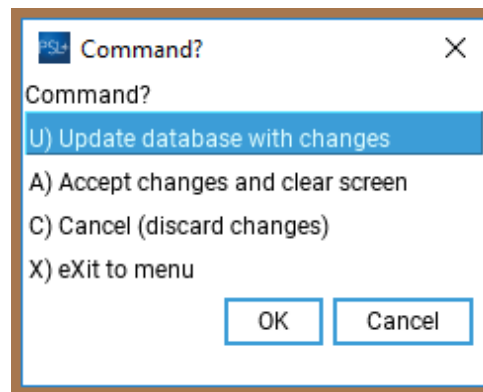 PSL+ Command?
Command?
U) Update database with changes
A) Accept changes and clear screen
C) Cancel (discard changes)
X) eXit to menu
OK Cancel